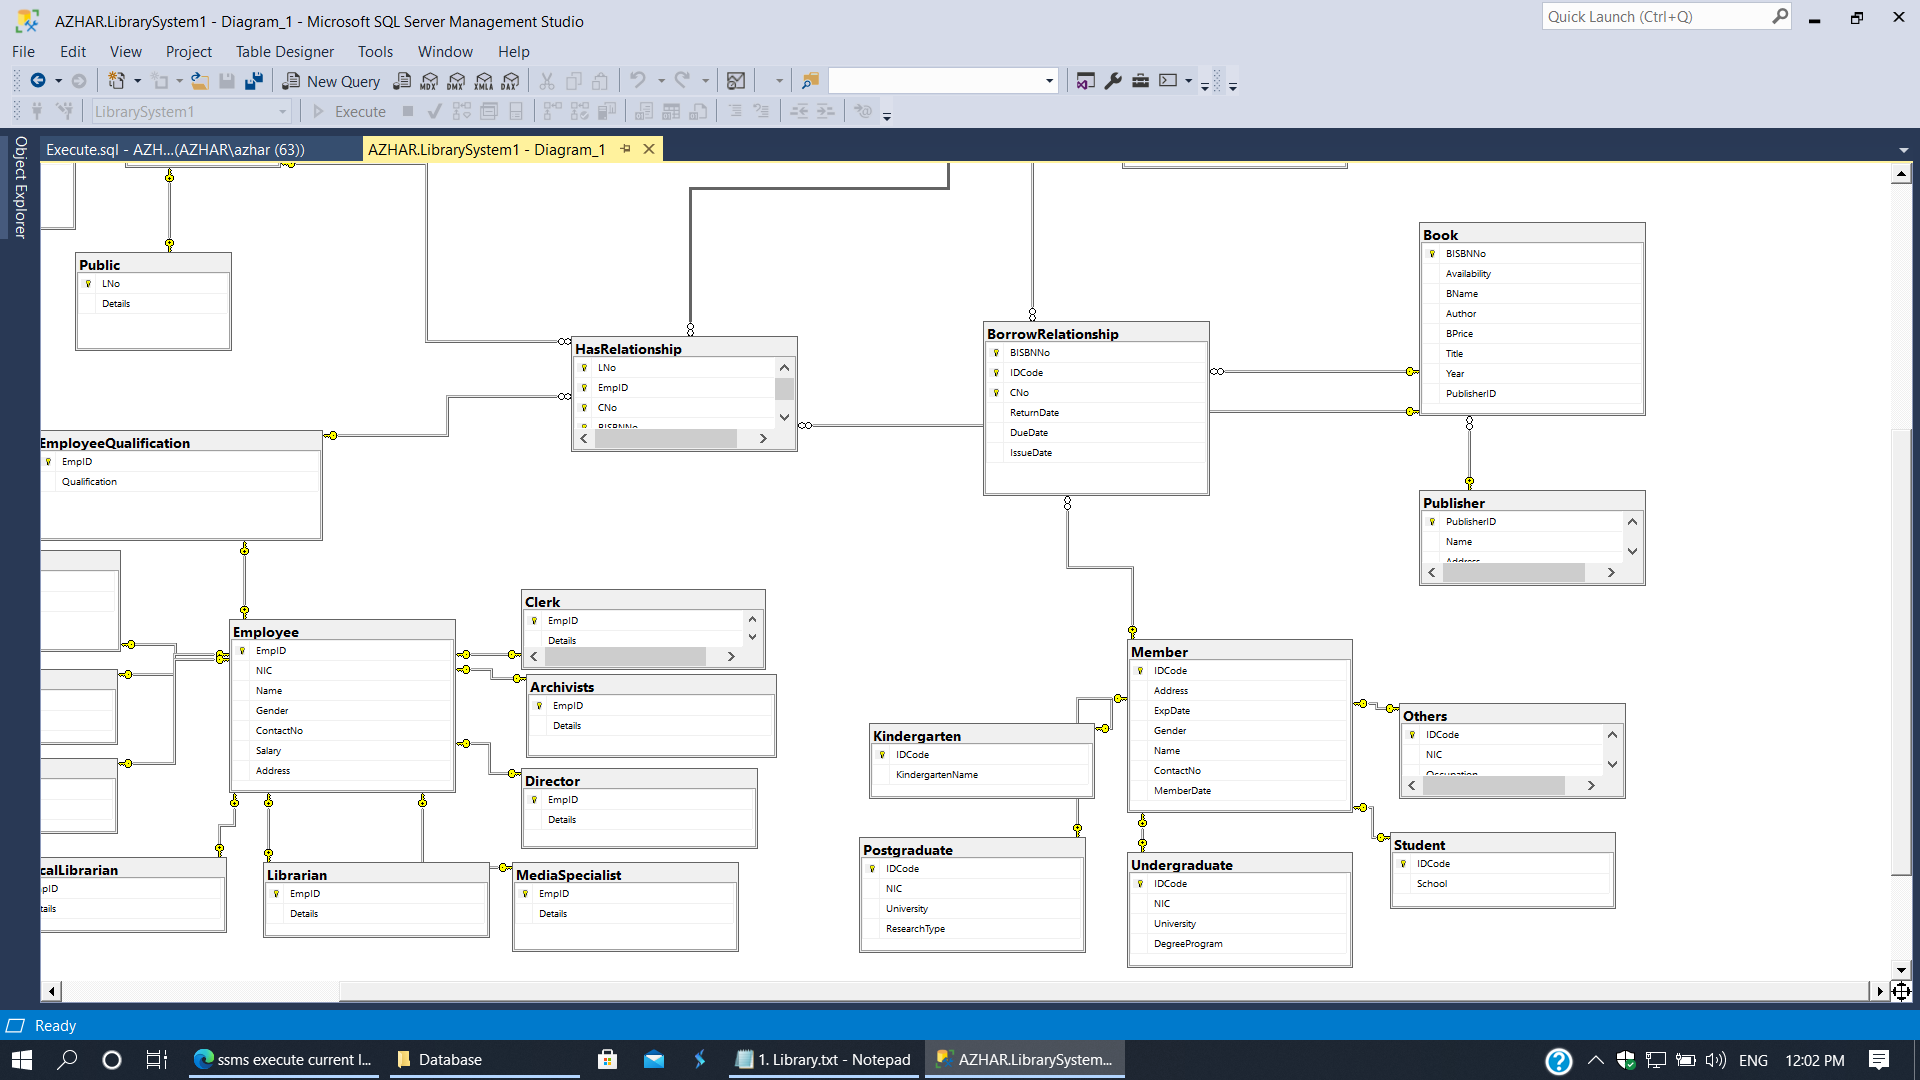 AZHAR.LibrarySystem1 - Diagram_1 - Microsoft SQL Server Management Studio
Quick Launch (Ctrl+Q)
File Edit View Project Table Designer Tools Window Help
New Query MDX DMX XMLA DAX
LibrarySystem1 Execute
Object Explorer
Execute.sql - AZH...(AZHAR\azhar (63))
AZHAR.LibrarySystem1 - Diagram_1
Public
LNo
Details
HasRelationship
LNo
EmpID
CNo
BISBNNo
BorrowRelationship
BISBNNo
IDCode
CNo
ReturnDate
DueDate
IssueDate
Book
BISBNNo
Availability
BName
Author
BPrice
Title
Year
PublisherID
EmployeeQualification
EmpID
Qualification
Publisher
PublisherID
Name
Address
Employee
EmpID
NIC
Name
Gender
ContactNo
Salary
Address
Clerk
EmpID
Details
Archivists
EmpID
Details
Director
EmpID
Details
Member
IDCode
Address
ExpDate
Gender
Name
ContactNo
MemberDate
Kindergarten
IDCode
KindergartenName
Others
IDCode
NIC
Occupation
calLibrarian
pID
tails
Librarian
EmpID
Details
MediaSpecialist
EmpID
Details
Postgraduate
IDCode
NIC
University
ResearchType
Undergraduate
IDCode
NIC
University
DegreeProgram
Student
IDCode
School
Ready
ssms execute current l...
Database
1. Library.txt - Notepad
AZHAR.LibrarySystem...
ENG
12:02 PM